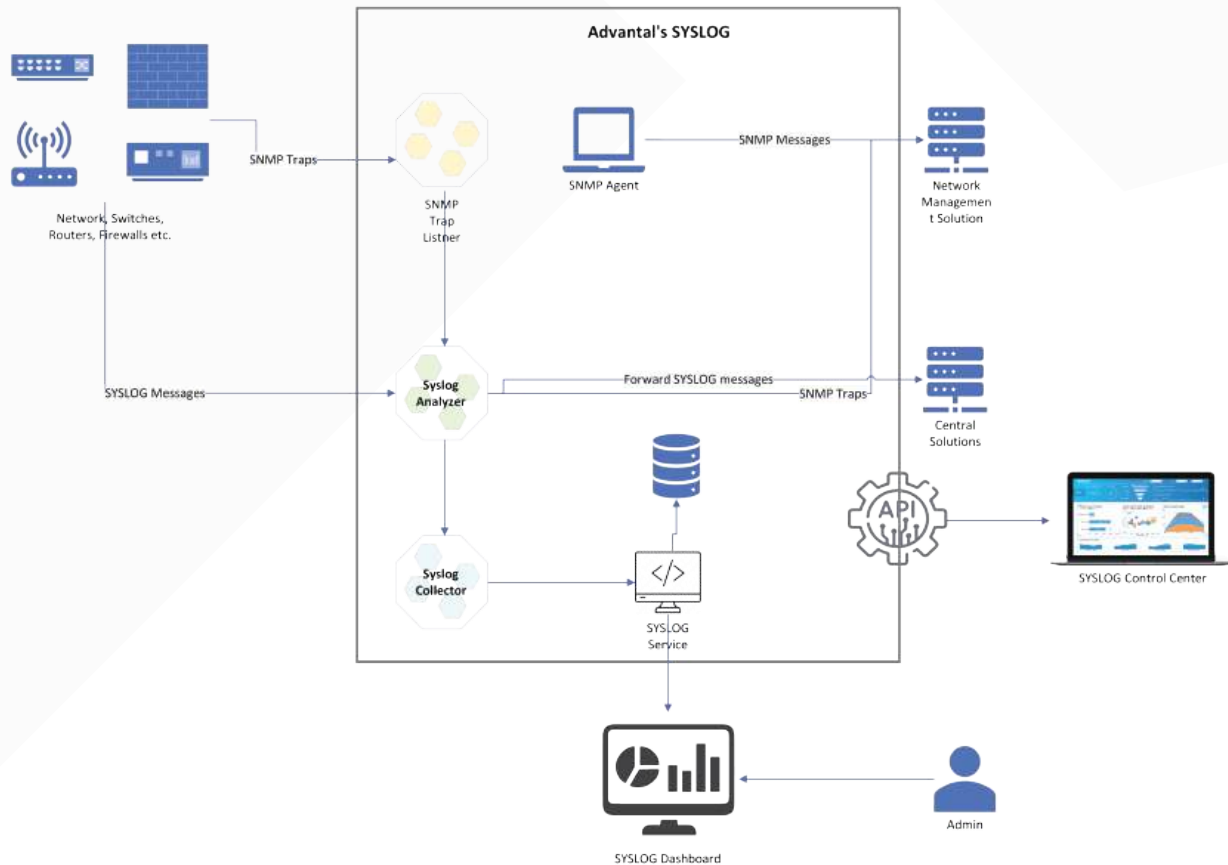 Advantal's SYSLOG
SNMP Traps
Network, Switches,
Routers, Firewalls etc.
SNMP
Trap
Listner
SNMP Agent
SNMP Messages
Network
Managemen
t Solution
SYSLOG Messages
Syslog
Analyzer
Forward SYSLOG messages
SNMP Traps
Central
Solutions
API
SYSLOG Control Center
Syslog
Collector
</>
SYSLOG
Service
SYSLOG Dashboard
Admin